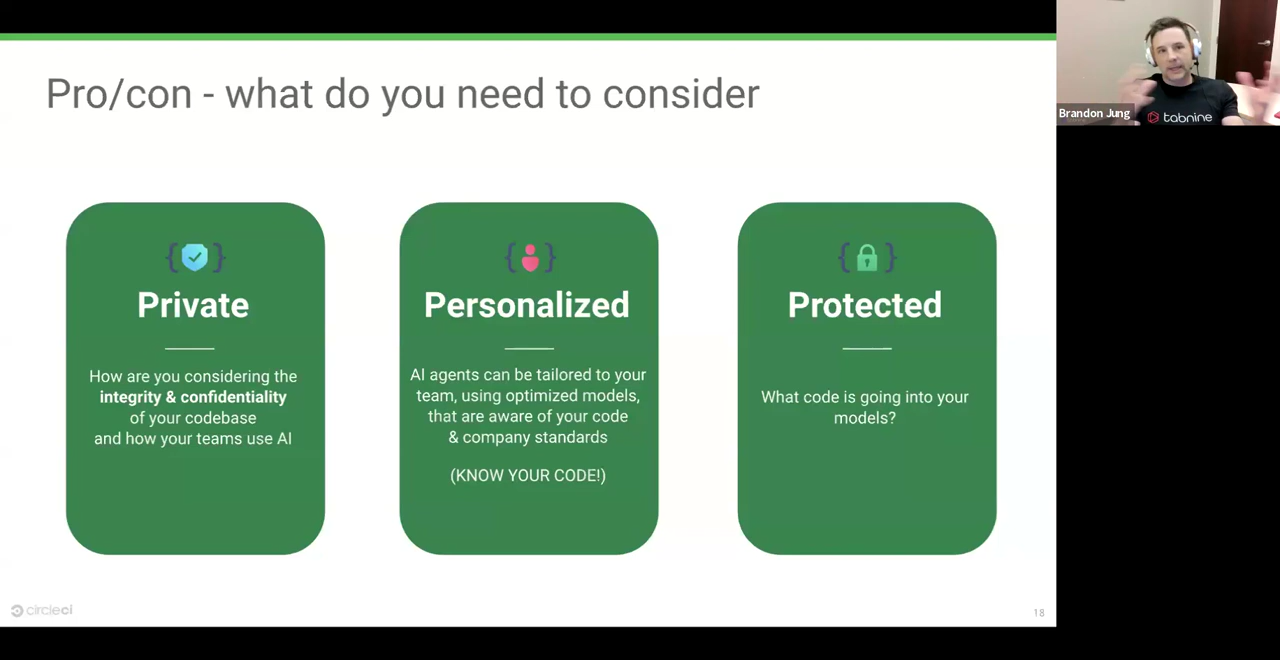 Pro/con - what do you need to consider
Private
How are you considering the
integrity & confidentiality
of your codebase
and how your teams use AI
Personalized
AI agents can be tailored to your
team, using optimized models,
that are aware of your code
& company standards
(KNOW YOUR CODE!)
Protected
What code is going into your
models?
circleci
18
Brandon Jung
tabnine